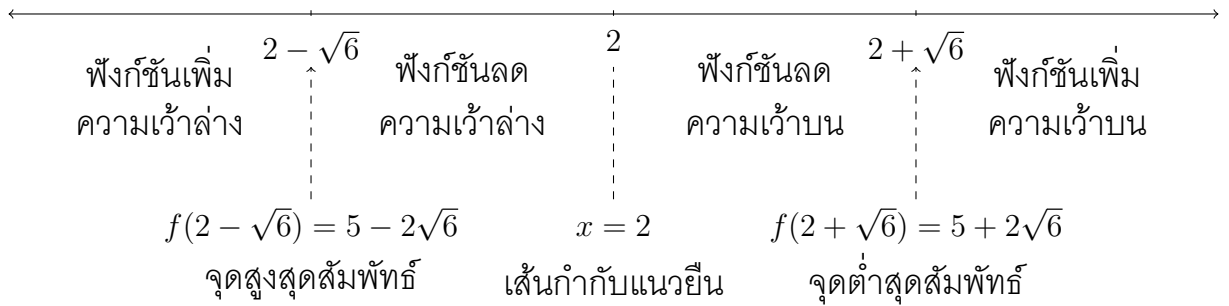 2 − √6
2
2 + √6
ฟังก์ชันเพิ่ม
ความเว้าล่าง
ฟังก์ชันลด
ความเว้าล่าง
ฟังก์ชันลด
ความเว้าบน
ฟังก์ชันเพิ่ม
ความเว้าบน
f(2 − √6) = 5 − 2√6
จุดสูงสุดสัมพัทธ์
x = 2
เส้นกำกับแนวยืน
f(2 + √6) = 5 + 2√6
จุดต่ำสุดสัมพัทธ์